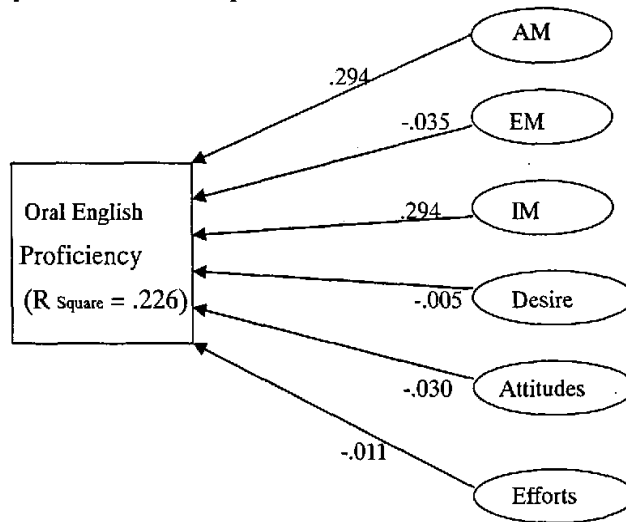 AM
.294
EM
-.035
IM
.294
Oral English
Proficiency
(R Square = .226)
Desire
-.005
Attitudes
-.030
Efforts
-.011